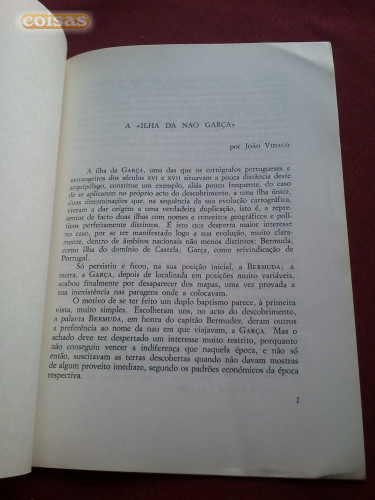 coisas
A «ILHA DA NAO GARÇA»
por JOÃO VIDAGO
A ilha da GARÇA, uma das que os cartógrafos portugueses e
estrangeiros dos séculos XVI e XVII situavam a pouca distância deste
arquipélago, constitue um exemplo, aliás pouco frequente, do caso
de se aplicarem no próprio acto do descobrimento, a uma ilha única,
duas denominações que, na sequência da sua evolução cartográfica,
vieram a dar origem a uma verdadeira duplicação, isto é, a repre-
sentar de facto duas ilhas com nomes e conceitos geográficos e polí-
ticos perfeitamente distintos. E isto que desperta maior interesse
no caso, por se ter manifestado logo a sua evolução, muito clara-
mente, dentro de âmbitos nacionais não menos distintos: Bermuda,
como ilha do domínio de Castela; Garça, como reivindicação de
Portugal.
Só persistiu e ficou, na sua posição inicial, a BERMUDA; a
outra, a GARÇA, depois de localizada em posições muito variáveis,
acabou finalmente por desaparecer dos mapas, uma vez provada a
sua inexistência nas paragens onde a colocavam.
O motivo de se ter feito um duplo baptismo parece, à primeira
vista, muito simples. Escolheram uns, no acto do descobrimento,
a palavra BERMUDA, em honra do capitão Bermudez, deram outros
a preferência ao nome da nau em que viajavam, a GARÇA. Mas o
achado deve ter despertado um interesse muito restrito, porquanto
não conseguiu vencer a indiferença que naquela época, e não só
então, suscitavam as terras descobertas quando não davam mostras
de algum proveito imediato, segundo os padrões económicos da época
respectiva.
1